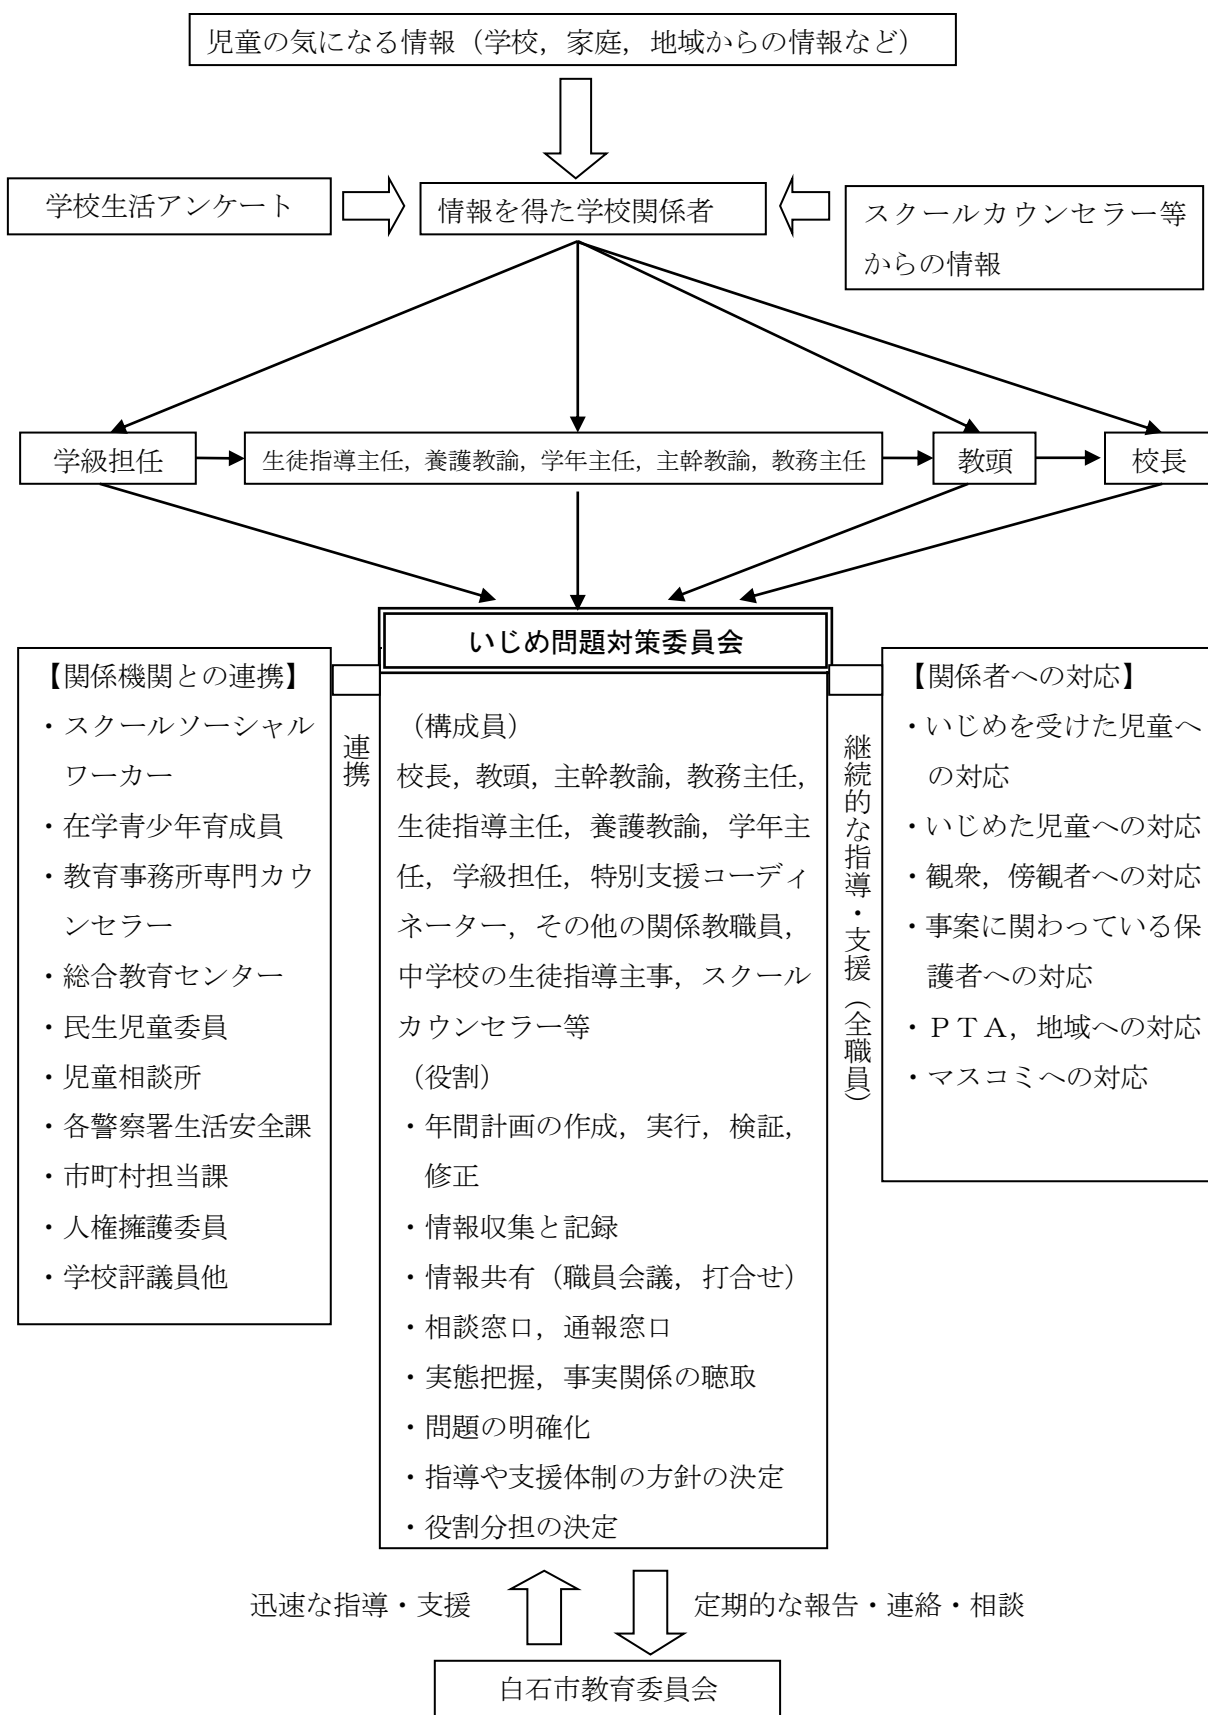 児童の気になる情報（学校，家庭，地域からの情報など）
学校生活アンケート
情報を得た学校関係者
スクールカウンセラー等
からの情報
学級担任
生徒指導主任，養護教諭，学年主任，主幹教諭，教務主任
教頭
校長
いじめ問題対策委員会
【関係機関との連携】
・スクールソーシャル
ワーカー
・在学青少年育成員
・教育事務所専門カウ
ンセラー
・総合教育センター
・民生児童委員
・児童相談所
・各警察署生活安全課
・市町村担当課
・人権擁護委員
・学校評議員他
連携
（構成員）
校長，教頭，主幹教諭，教務主任，
生徒指導主任，養護教諭，学年主
任，学級担任，特別支援コーディ
ネーター，その他の関係教職員，
中学校の生徒指導主事，スクール
カウンセラー等
（役割）
・年間計画の作成，実行，検証，
修正
・情報収集と記録
・情報共有（職員会議，打合せ）
・相談窓口，通報窓口
・実態把握，事実関係の聴取
・問題の明確化
・指導や支援体制の方針の決定
・役割分担の決定
継続的な指導・支援（全職員）
【関係者への対応】
・いじめを受けた児童へ
の対応
・いじめた児童への対応
・観衆，傍観者への対応
・事案に関わっている保
護者への対応
・ＰＴＡ，地域への対応
・マスコミへの対応
迅速な指導・支援
定期的な報告・連絡・相談
白石市教育委員会